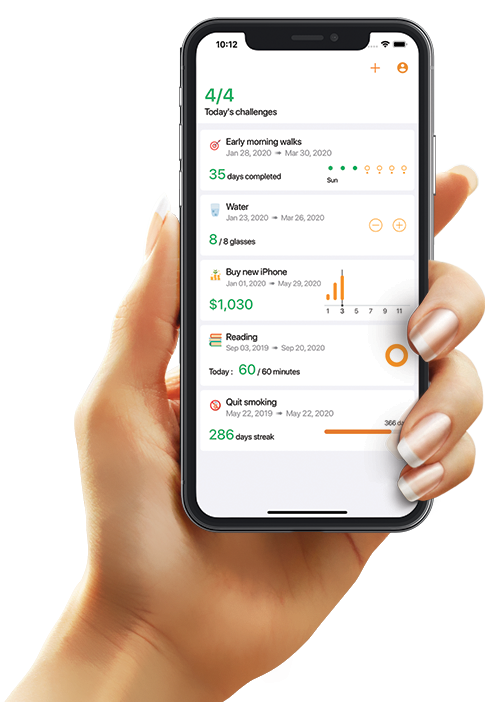 10:12
4/4
Today's challenges
Early morning walks
Jan 28, 2020 ➟ Mar 30, 2020
35 days completed
Sun
Water
Jan 23, 2020 ➟ Mar 26, 2020
8 / 8 glasses
Buy new iPhone
Jan 01, 2020 ➟ May 29, 2020
$1,030
1 3 5 7 9 11
Reading
Sep 03, 2019 ➟ Sep 20, 2020
Today : 60 / 60 minutes
Quit smoking
May 22, 2019 ➟ May 22, 2020
366 da
286 days streak